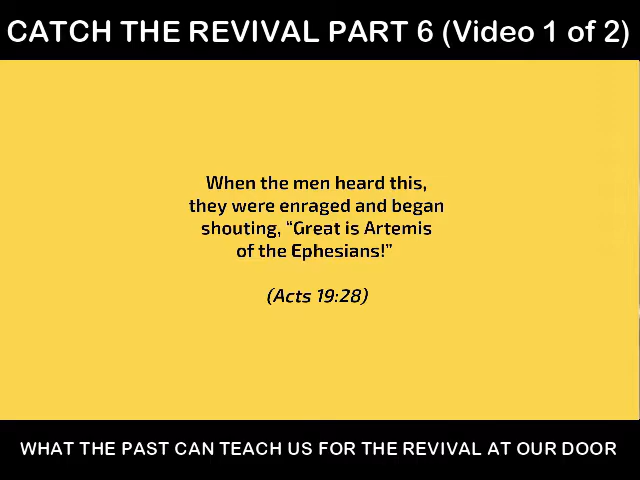 CATCH THE REVIVAL PART 6 (Video 1 of 2)
When the men heard this,
they were enraged and began
shouting, “Great is Artemis
of the Ephesians!”
(Acts 19:28)
WHAT THE PAST CAN TEACH US FOR THE REVIVAL AT OUR DOOR